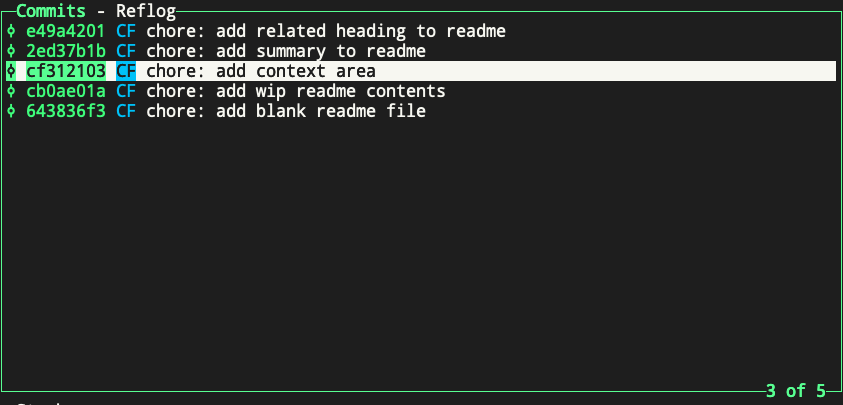 Commits - Reflog
e49a4201 CF chore: add related heading to readme
2ed37b1b CF chore: add summary to readme
cf312103 CF chore: add context area
cb0ae01a CF chore: add wip readme contents
643836f3 CF chore: add blank readme file
3 of 5